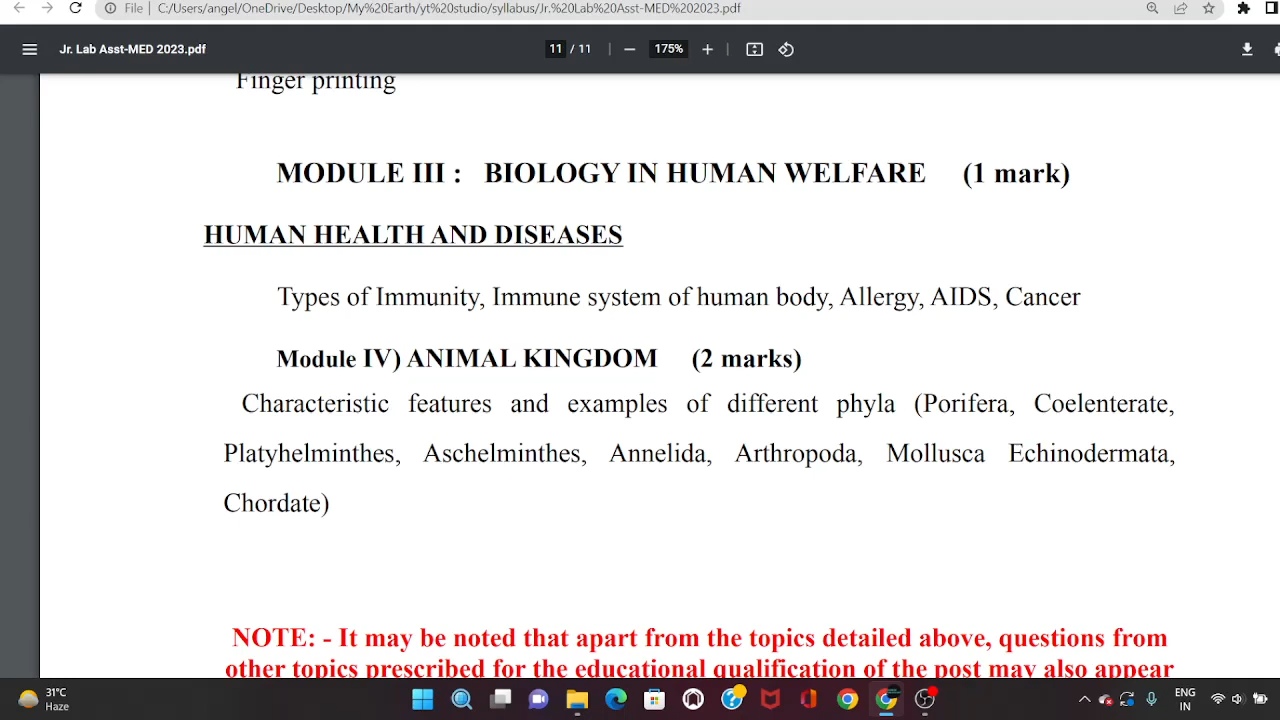 File C:/Users/angel/OneDrive/Desktop/My%20Earth/yt%20studio/syllabus/Jr.%20Lab%20Asst-MED%202023.pdf
Jr. Lab Asst-MED 2023.pdf 11 / 11 − 175% +
Finger printing
MODULE III : BIOLOGY IN HUMAN WELFARE (1 mark)
HUMAN HEALTH AND DISEASES
Types of Immunity, Immune system of human body, Allergy, AIDS, Cancer
Module IV) ANIMAL KINGDOM (2 marks)
Characteristic features and examples of different phyla (Porifera, Coelenterate,
Platyhelminthes, Aschelminthes, Annelida, Arthropoda, Mollusca Echinodermata,
Chordate)
NOTE: - It may be noted that apart from the topics detailed above, questions from
other topics prescribed for the educational qualification of the post may also appear
31°C
Haze
ENG
IN